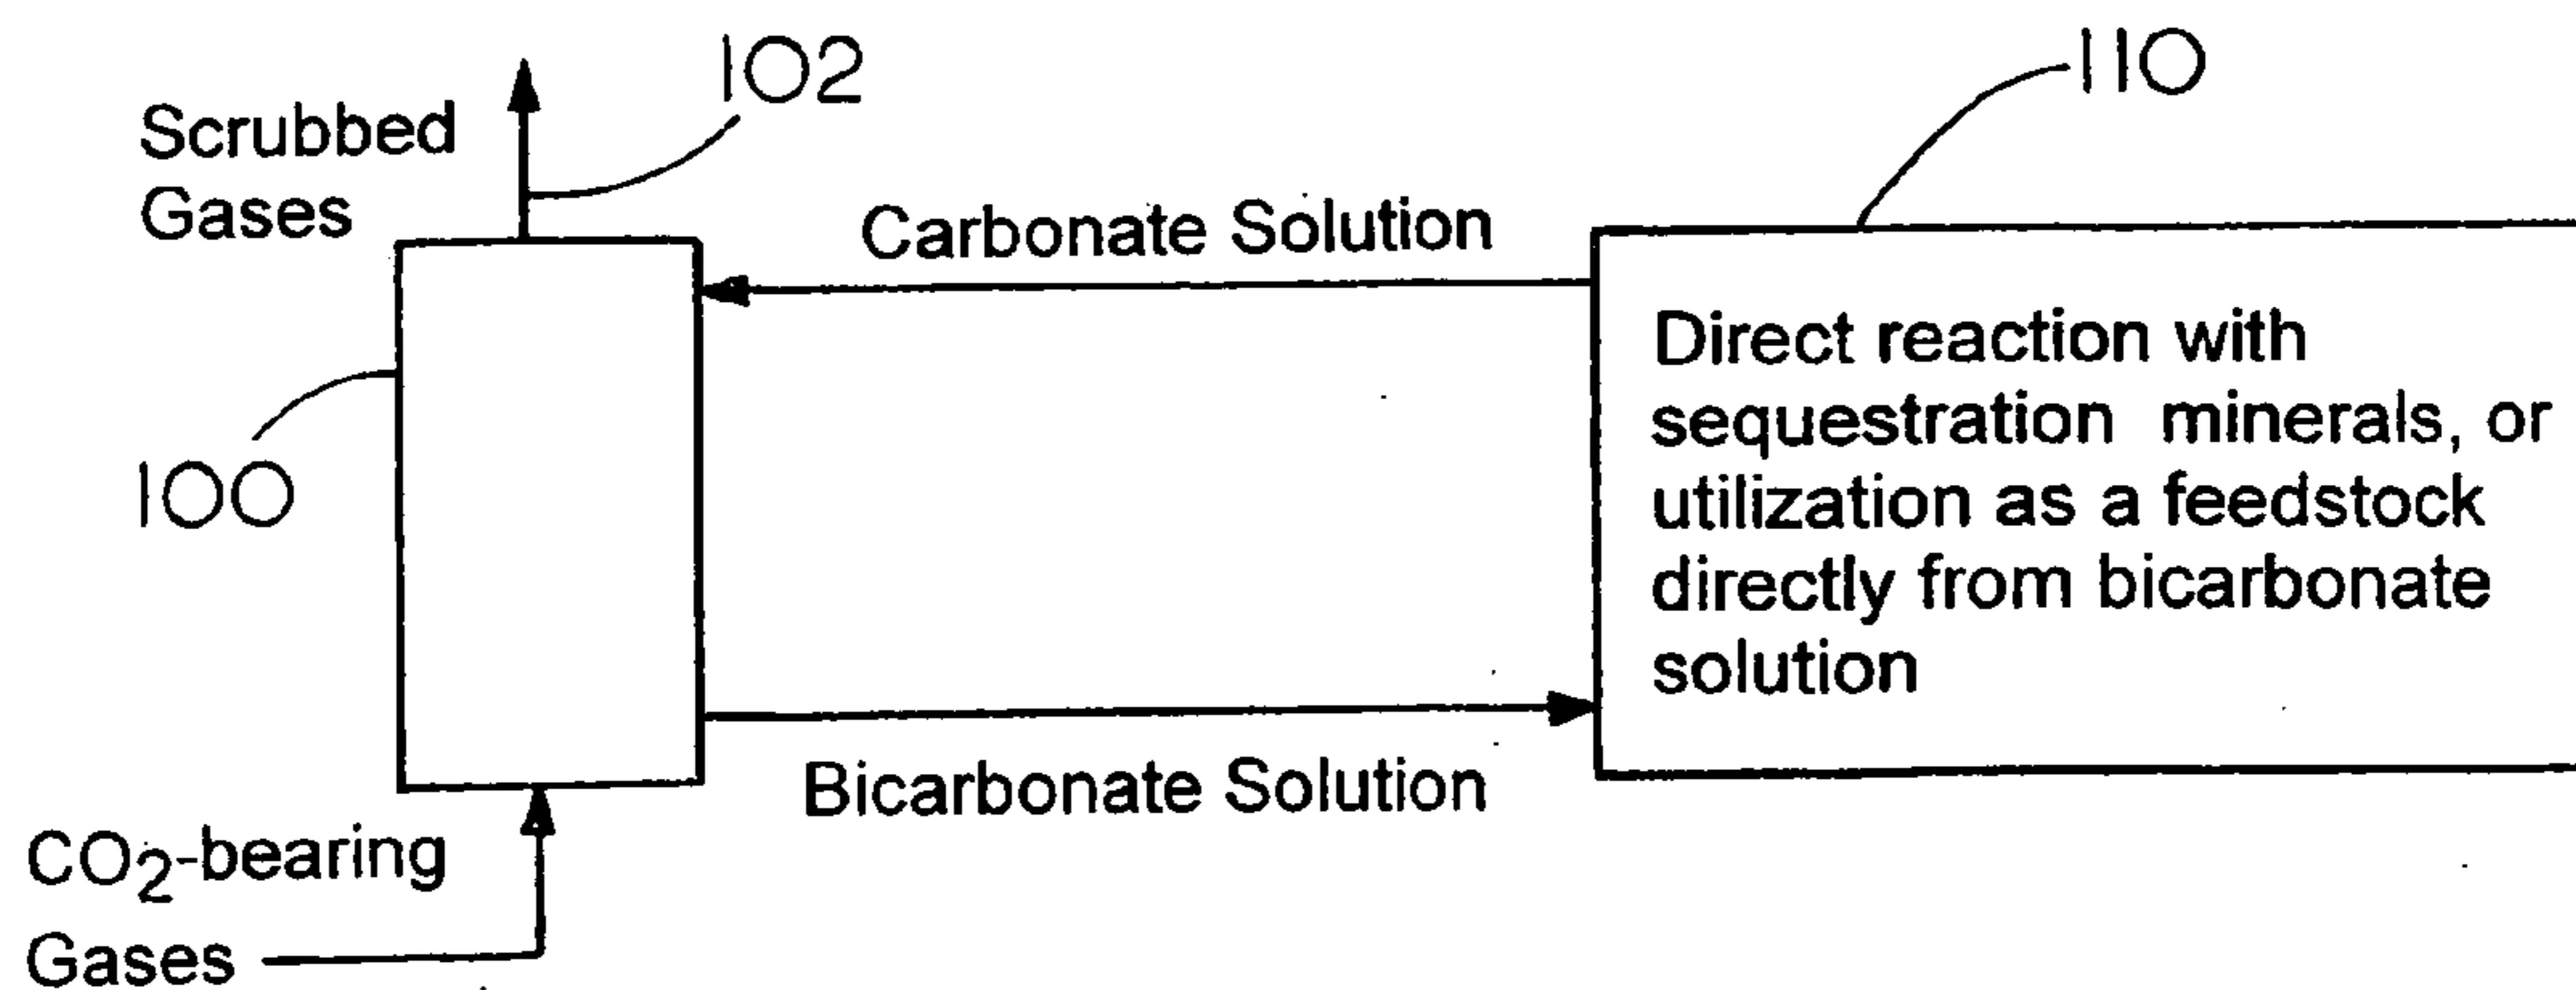 102
110
Scrubbed
Gases
Carbonate Solution
100
Direct reaction with
sequestration minerals, or
utilization as a feedstock
directly from bicarbonate
solution
Bicarbonate Solution
CO₂-bearing
Gases